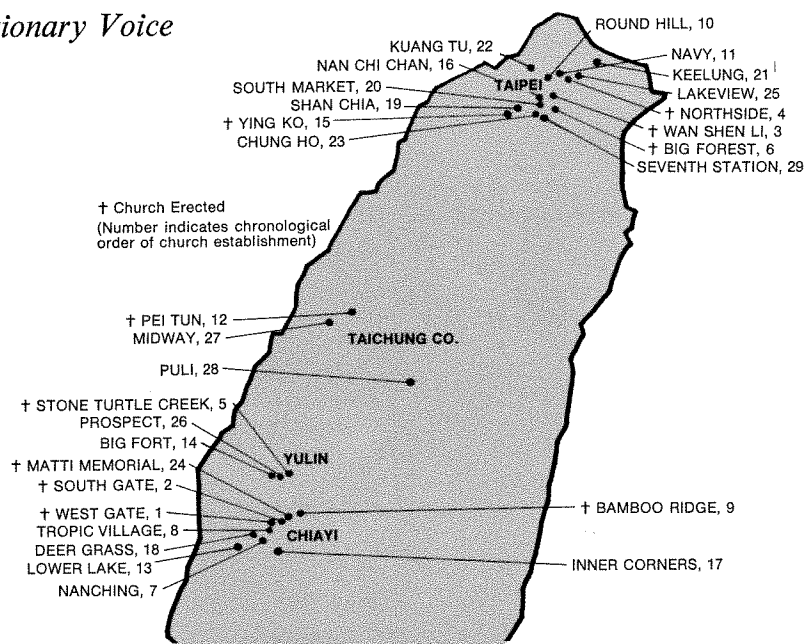 ionary Voice
ROUND HILL, 10
KUANG TU, 22
NAVY, 11
NAN CHI CHAN, 16
KEELUNG, 21
TAIPEI
SOUTH MARKET, 20
LAKEVIEW, 25
SHAN CHIA, 19
† NORTHSIDE, 4
† YING KO, 15
† WAN SHEN LI, 3
CHUNG HO, 23
† BIG FOREST, 6
SEVENTH STATION, 29
† Church Erected
(Number indicates chronological
order of church establishment)
† PEI TUN, 12
MIDWAY, 27
TAICHUNG CO.
PULI, 28
† STONE TURTLE CREEK, 5
PROSPECT, 26
BIG FORT, 14
YULIN
† MATTI MEMORIAL, 24
† SOUTH GATE, 2
† BAMBOO RIDGE, 9
† WEST GATE, 1
TROPIC VILLAGE, 8
CHIAYI
DEER GRASS, 18
LOWER LAKE, 13
INNER CORNERS, 17
NANCHING, 7